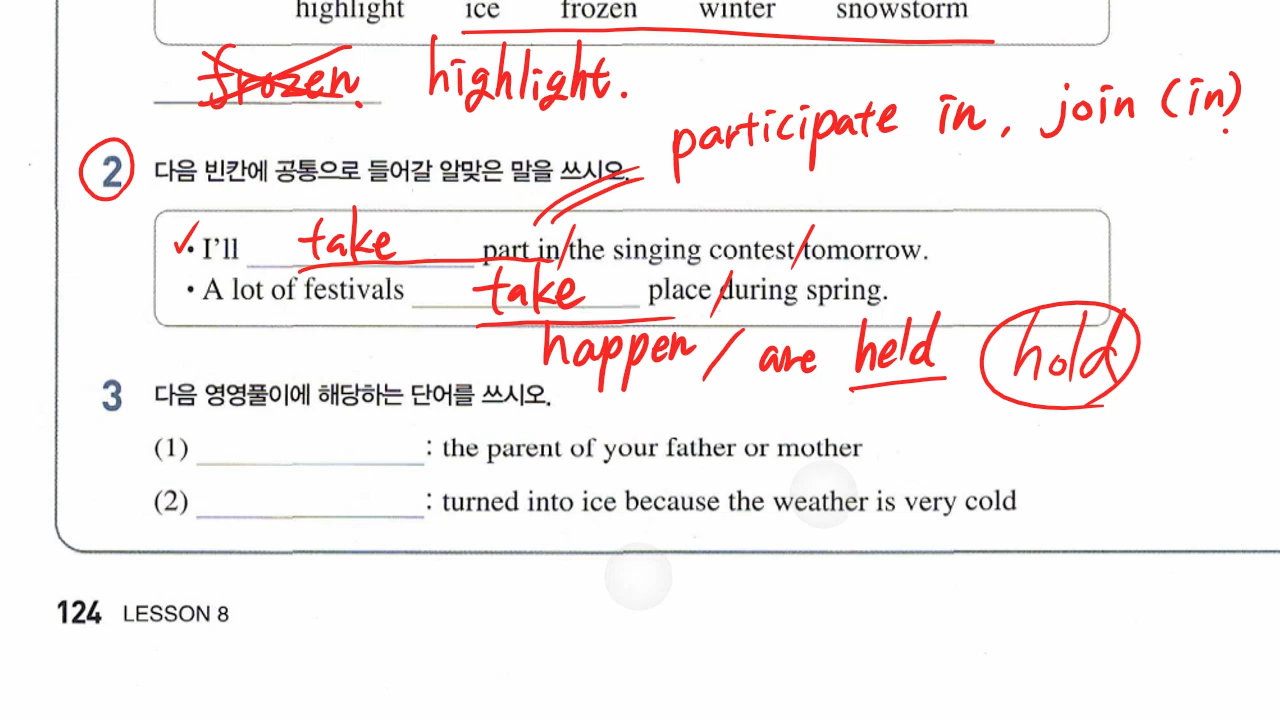 highlight ice frozen winter snowstorm
frozen. highlight.
participate in, join (in)
2 다음 빈칸에 공통으로 들어갈 알맞은 말을 쓰시오.
• I'll take part in/the singing contest/tomorrow.
• A lot of festivals take place/during spring.
happen / are held hold
3 다음 영영풀이에 해당하는 단어를 쓰시오.
(1) : the parent of your father or mother
(2) : turned into ice because the weather is very cold
124 LESSON 8